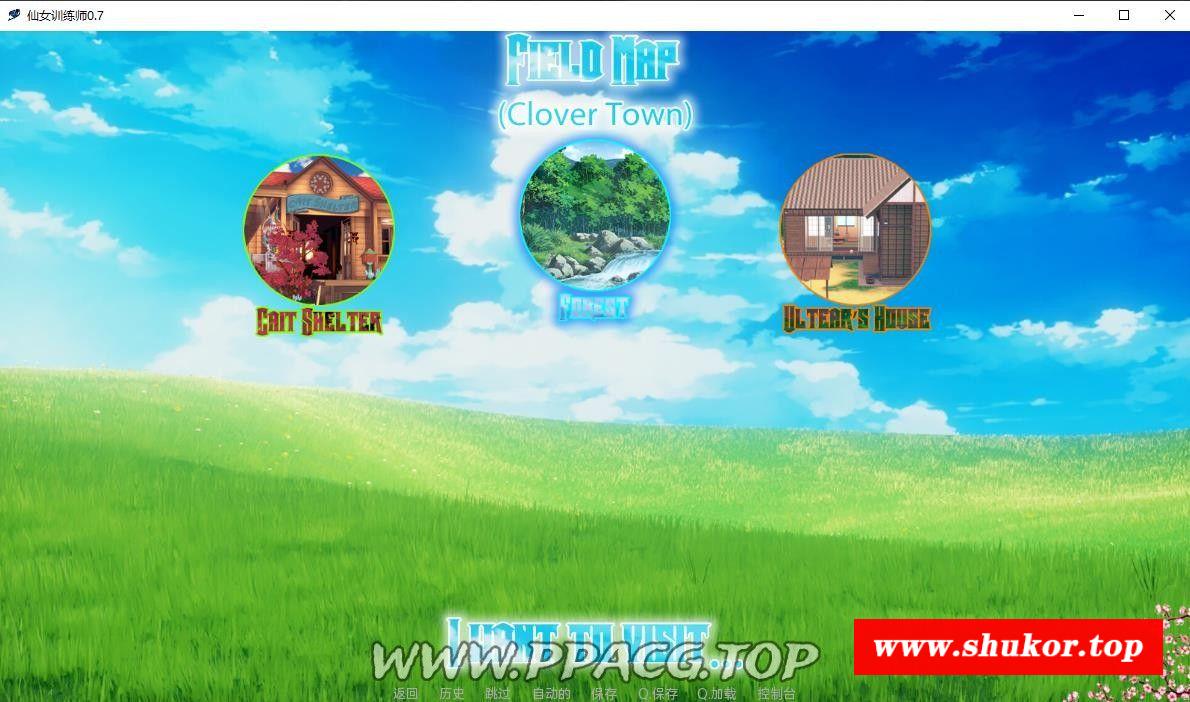 仙女训练师0.7
Field Map
(Clover Town)
Cait Shelter
Cait Shelter
Forest
Ultear's House
I want to visit...
www.shukor.top
WWW.PPACG.TOP
返回 历史 跳过 自动的 保存 Q.保存 Q.加载 控制台